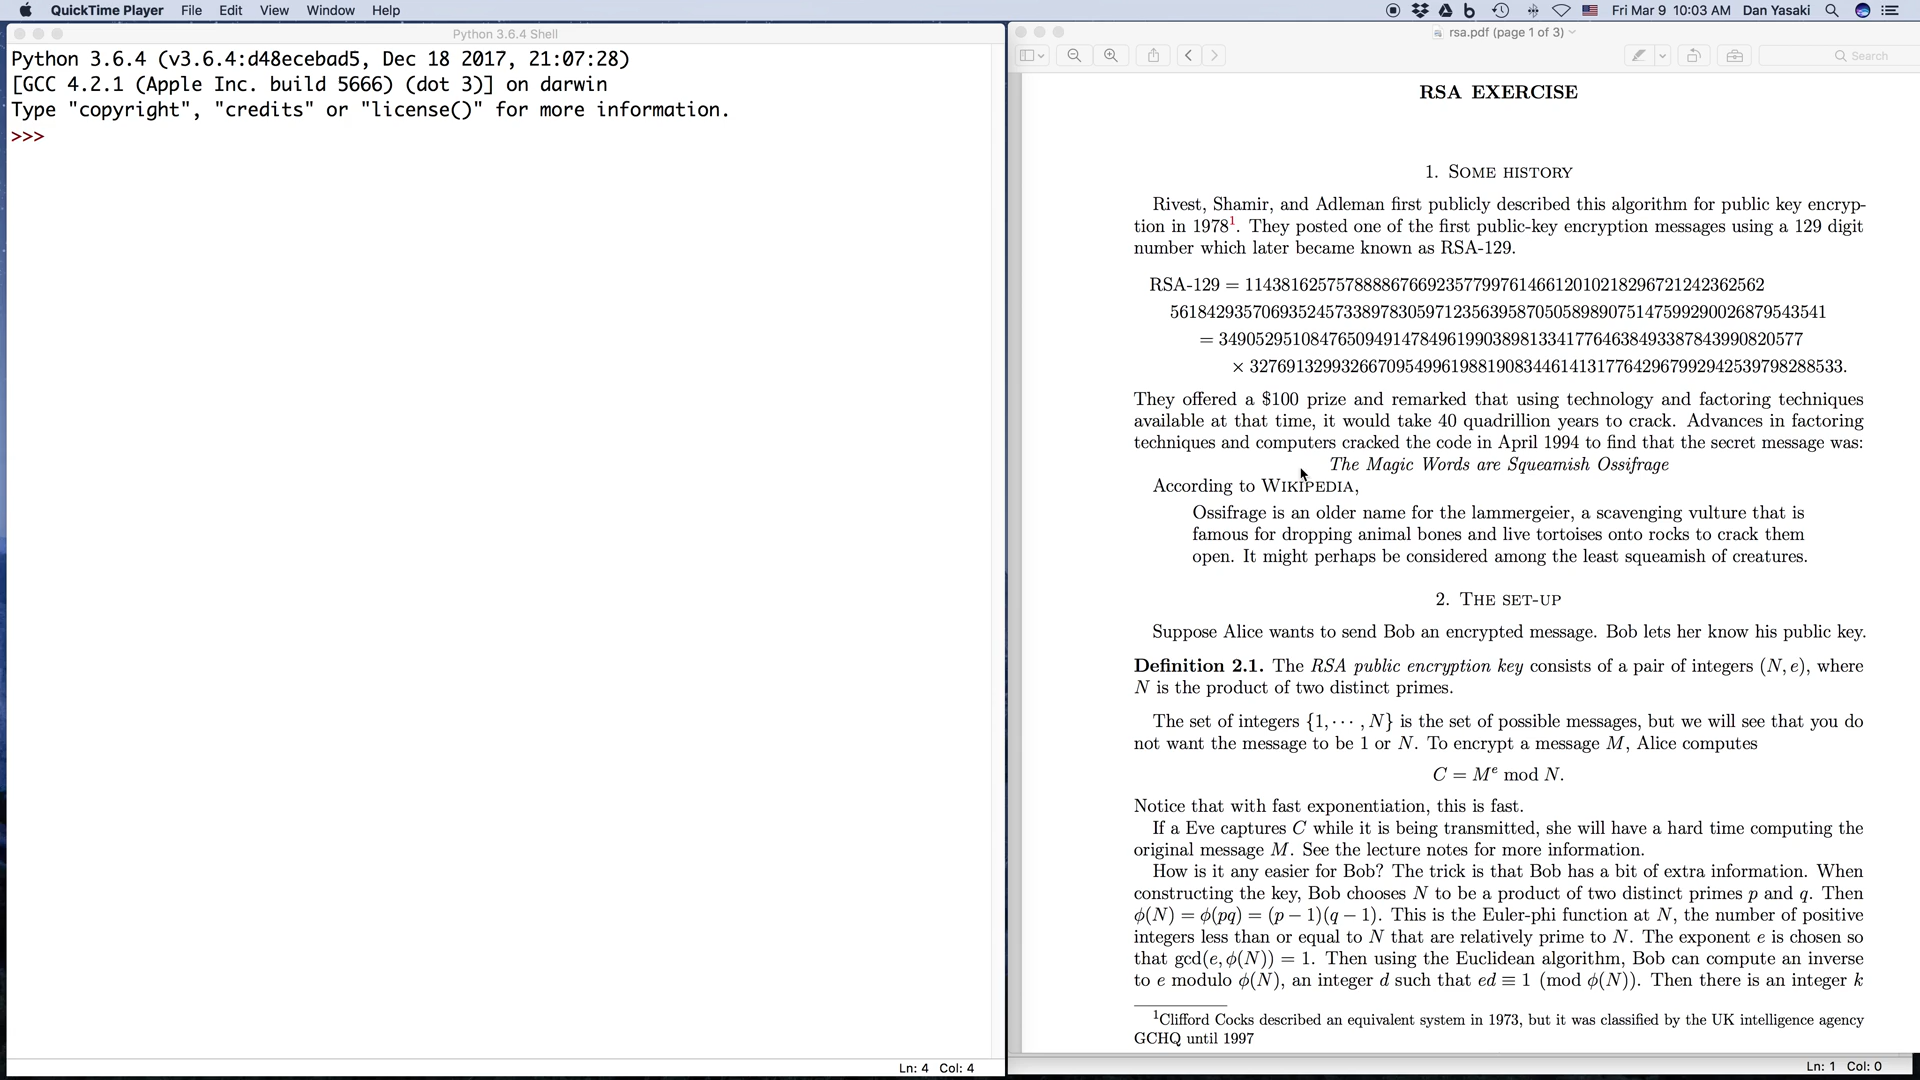 QuickTime Player File Edit View Window Help Fri Mar 9 10:03 AM Dan Yasaki
Python 3.6.4 Shell
Python 3.6.4 (v3.6.4:d48ecebad5, Dec 18 2017, 21:07:28)
[GCC 4.2.1 (Apple Inc. build 5666) (dot 3)] on darwin
Type "copyright", "credits" or "license()" for more information.
>>>
Ln: 4 Col: 4
rsa.pdf (page 1 of 3)
Search
RSA EXERCISE
1. SOME HISTORY
Rivest, Shamir, and Adleman first publicly described this algorithm for public key encryp-
tion in 1978¹. They posted one of the first public-key encryption messages using a 129 digit
number which later became known as RSA-129.
RSA-129 = 114381625757888867669235779976146612010218296721242362562
561842935706935245733897830597123563958705058989075147599290026879543541
= 3490529510847650949147849619903898133417764638493387843990820577
× 32769132993266709549961988190834461413177642967992942539798288533.
They offered a $100 prize and remarked that using technology and factoring techniques
available at that time, it would take 40 quadrillion years to crack. Advances in factoring
techniques and computers cracked the code in April 1994 to find that the secret message was:
The Magic Words are Squeamish Ossifrage
According to WIKIPEDIA,
Ossifrage is an older name for the lammergeier, a scavenging vulture that is
famous for dropping animal bones and live tortoises onto rocks to crack them
open. It might perhaps be considered among the least squeamish of creatures.
2. THE SET-UP
Suppose Alice wants to send Bob an encrypted message. Bob lets her know his public key.
Definition 2.1. The RSA public encryption key consists of a pair of integers (N, e), where
N is the product of two distinct primes.
The set of integers {1, ⋯ , N} is the set of possible messages, but we will see that you do
not want the message to be 1 or N. To encrypt a message M, Alice computes
C = Mᵉ mod N.
Notice that with fast exponentiation, this is fast.
If a Eve captures C while it is being transmitted, she will have a hard time computing the
original message M. See the lecture notes for more information.
How is it any easier for Bob? The trick is that Bob has a bit of extra information. When
constructing the key, Bob chooses N to be a product of two distinct primes p and q. Then
ϕ(N) = ϕ(pq) = (p − 1)(q − 1). This is the Euler-phi function at N, the number of positive
integers less than or equal to N that are relatively prime to N. The exponent e is chosen so
that gcd(e, ϕ(N)) = 1. Then using the Euclidean algorithm, Bob can compute an inverse
to e modulo ϕ(N), an integer d such that ed ≡ 1 (mod ϕ(N)). Then there is an integer k
¹Clifford Cocks described an equivalent system in 1973, but it was classified by the UK intelligence agency
GCHQ until 1997
Ln: 1 Col: 0